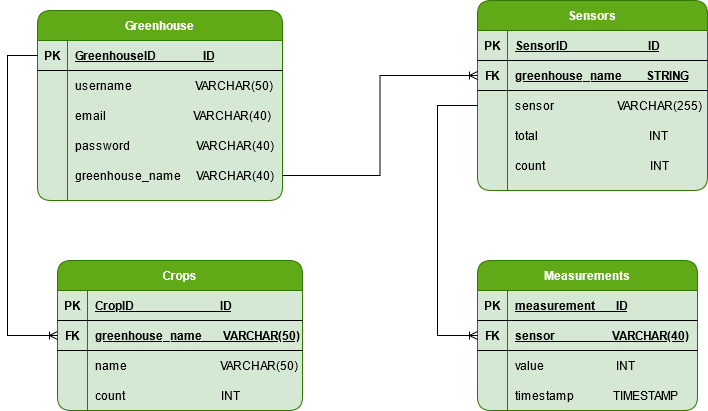 Greenhouse
PK GreenhouseID ID
username VARCHAR(50)
email VARCHAR(40)
password VARCHAR(40)
greenhouse_name VARCHAR(40)
Sensors
PK SensorID ID
FK greenhouse_name STRING
sensor VARCHAR(255)
total INT
count INT
Crops
PK CropID ID
FK greenhouse_name VARCHAR(50)
name VARCHAR(50)
count INT
Measurements
PK measurement ID
FK sensor VARCHAR(40)
value INT
timestamp TIMESTAMP